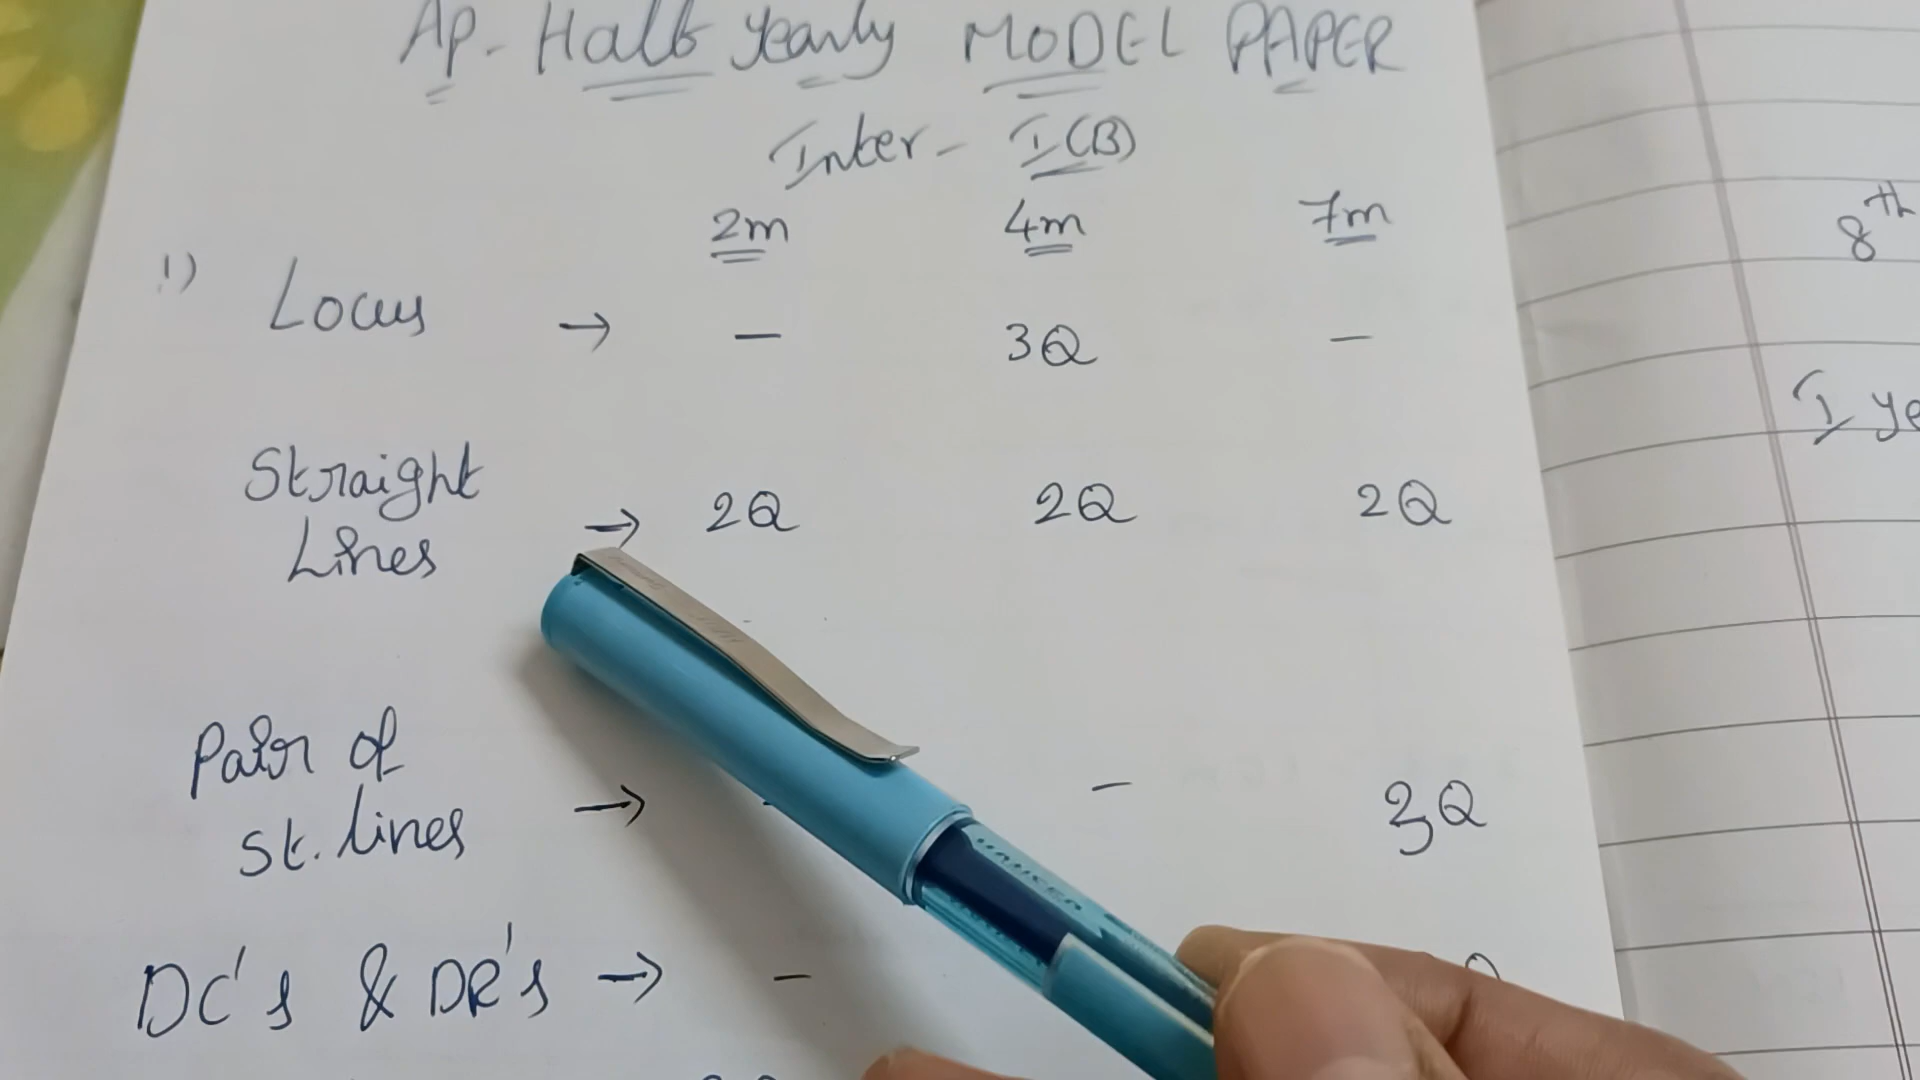 AP. Half Yearly MODEL PAPER
Inter - I(B)
2m 4m 7m
1) Locus → - 3Q -
Straight
Lines → 2Q 2Q 2Q
Pair of
st. lines → - - 3Q
DC's & DR's → -
8th
I ye